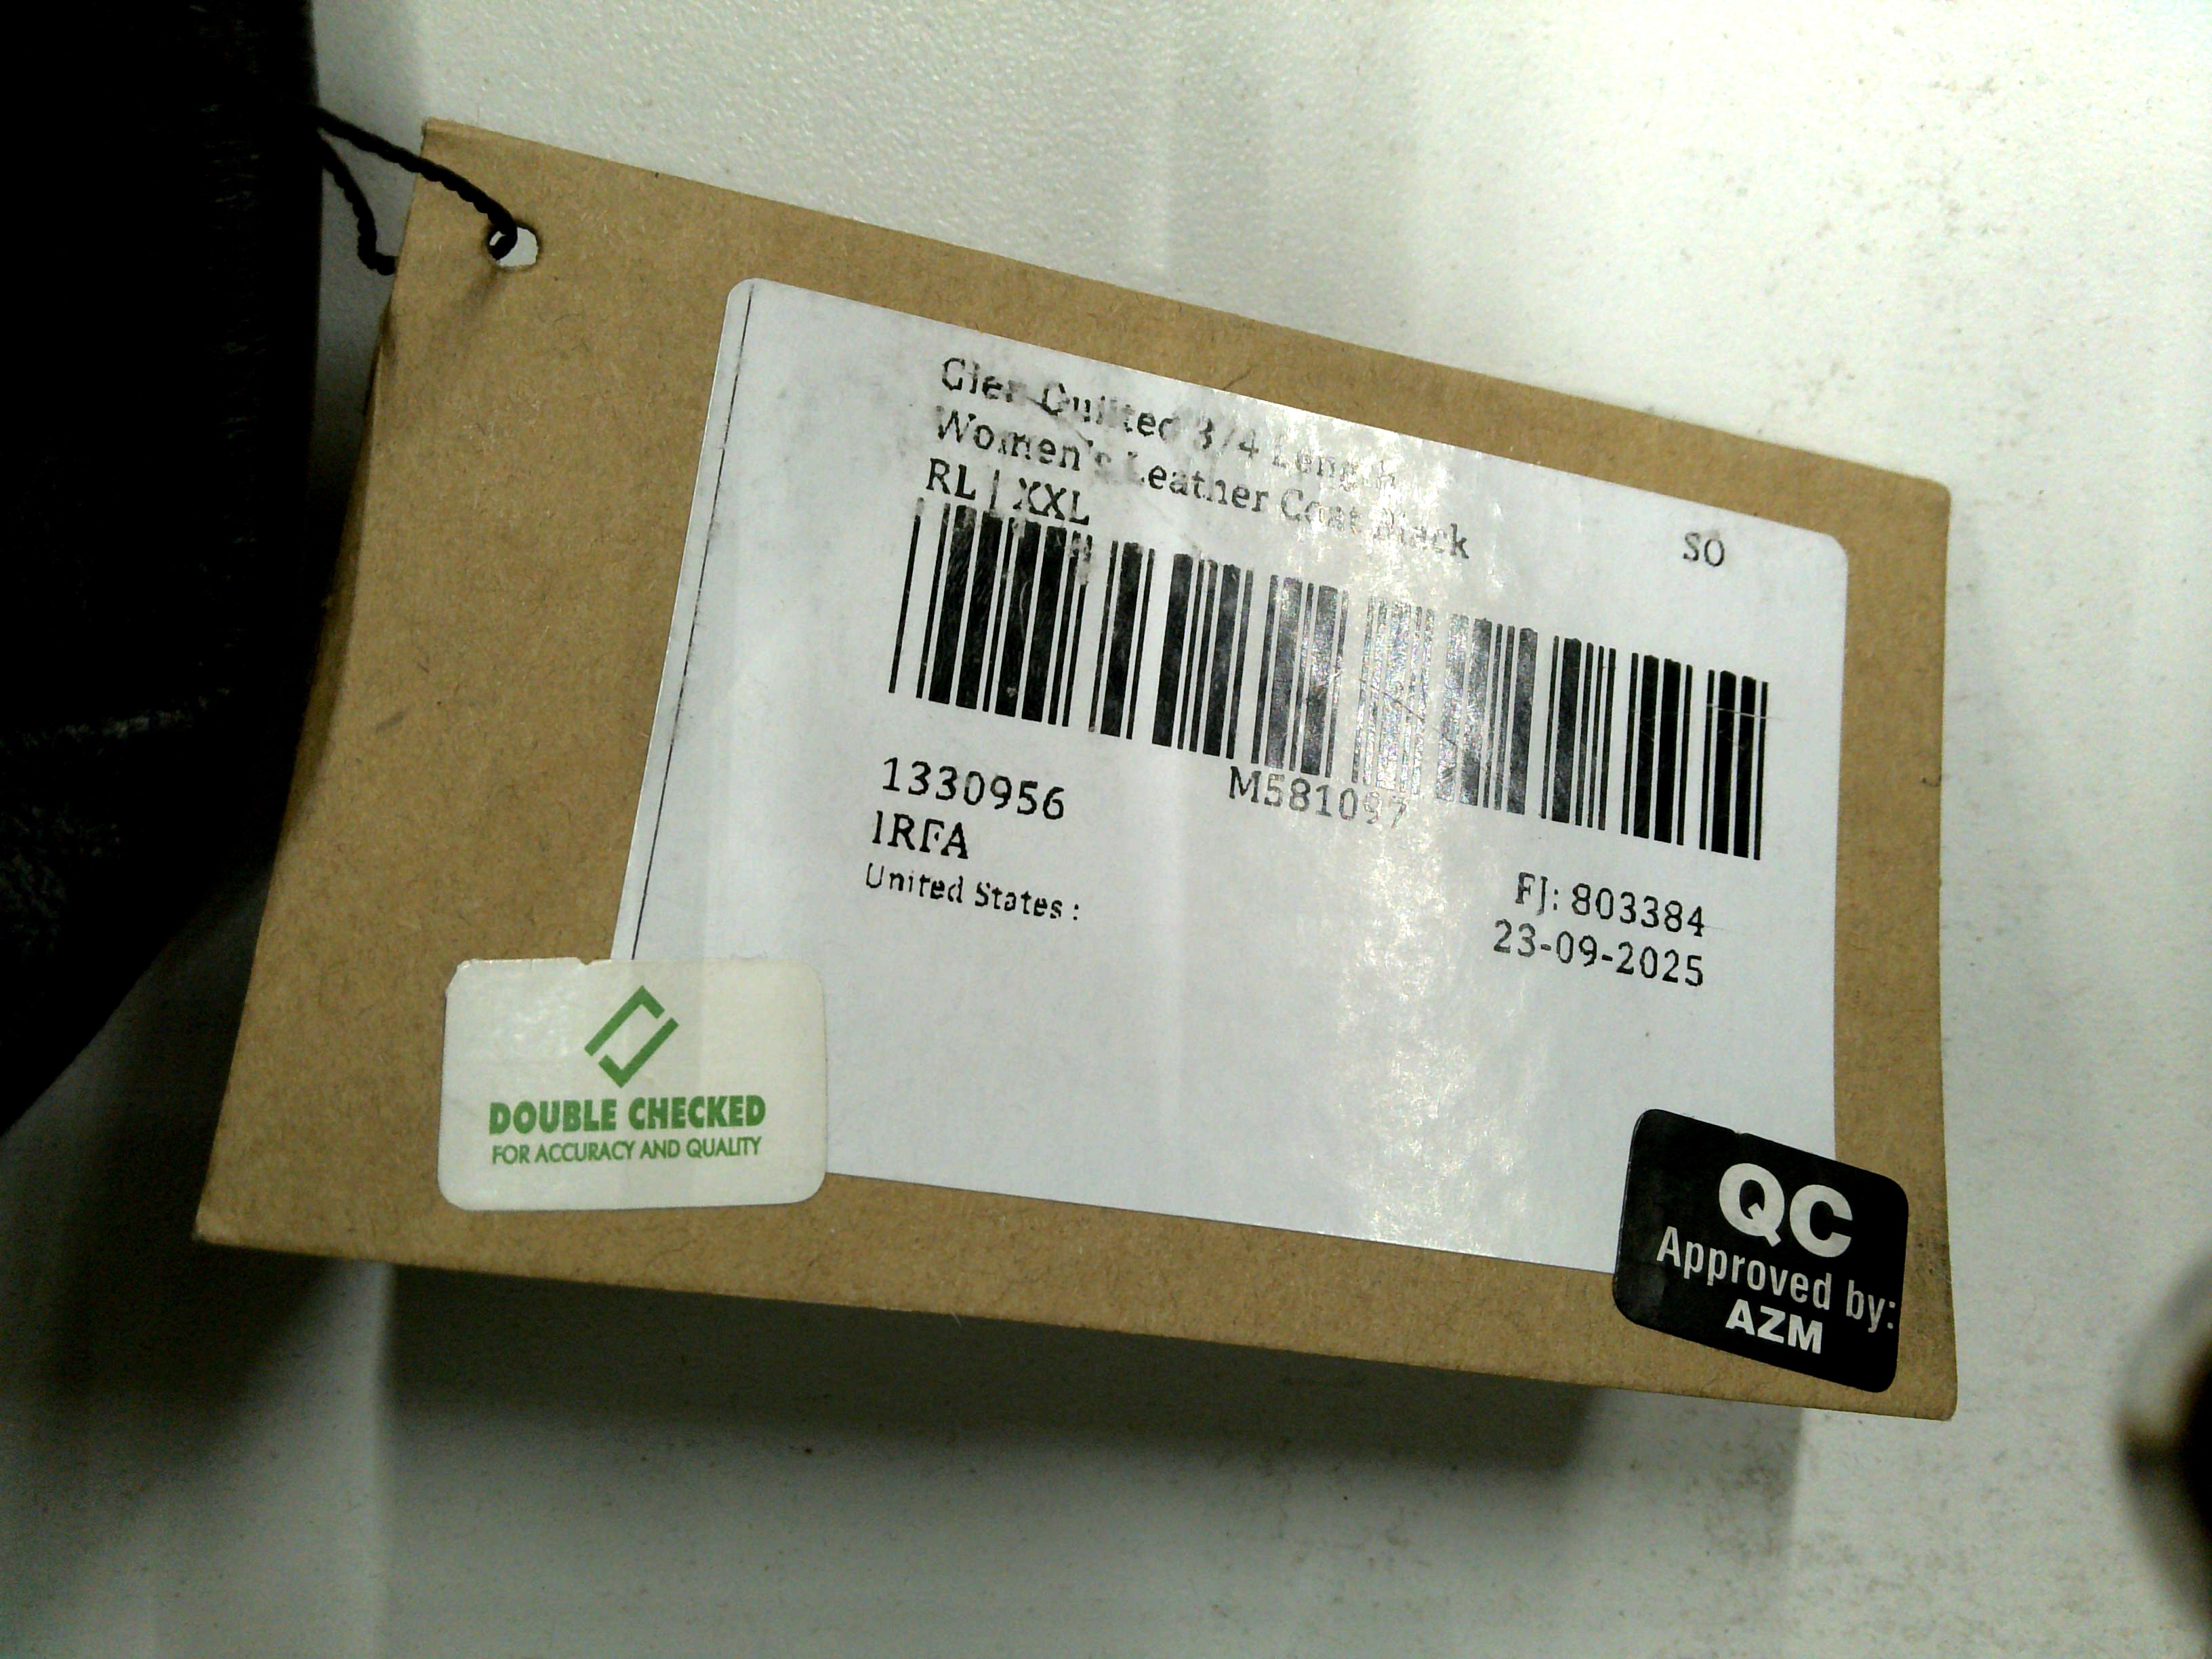 Glen Quilted 3/4 Length
Women's Leather Coat Black
RL | XXL
SO
1330956
M581097
IRFA
United States :
FJ: 803384
23-09-2025
DOUBLE CHECKED
FOR ACCURACY AND QUALITY
QC
Approved by:
AZM